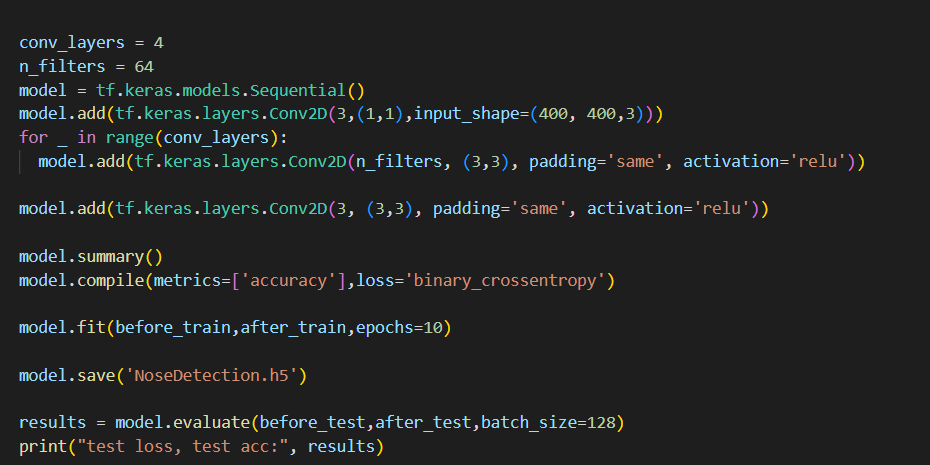 conv_layers = 4
n_filters = 64
model = tf.keras.models.Sequential()
model.add(tf.keras.layers.Conv2D(3,(1,1),input_shape=(400, 400,3)))
for _ in range(conv_layers):
  model.add(tf.keras.layers.Conv2D(n_filters, (3,3), padding='same', activation='relu'))
model.add(tf.keras.layers.Conv2D(3, (3,3), padding='same', activation='relu'))
model.summary()
model.compile(metrics=['accuracy'],loss='binary_crossentropy')
model.fit(before_train,after_train,epochs=10)
model.save('NoseDetection.h5')
results = model.evaluate(before_test,after_test,batch_size=128)
print("test loss, test acc:", results)